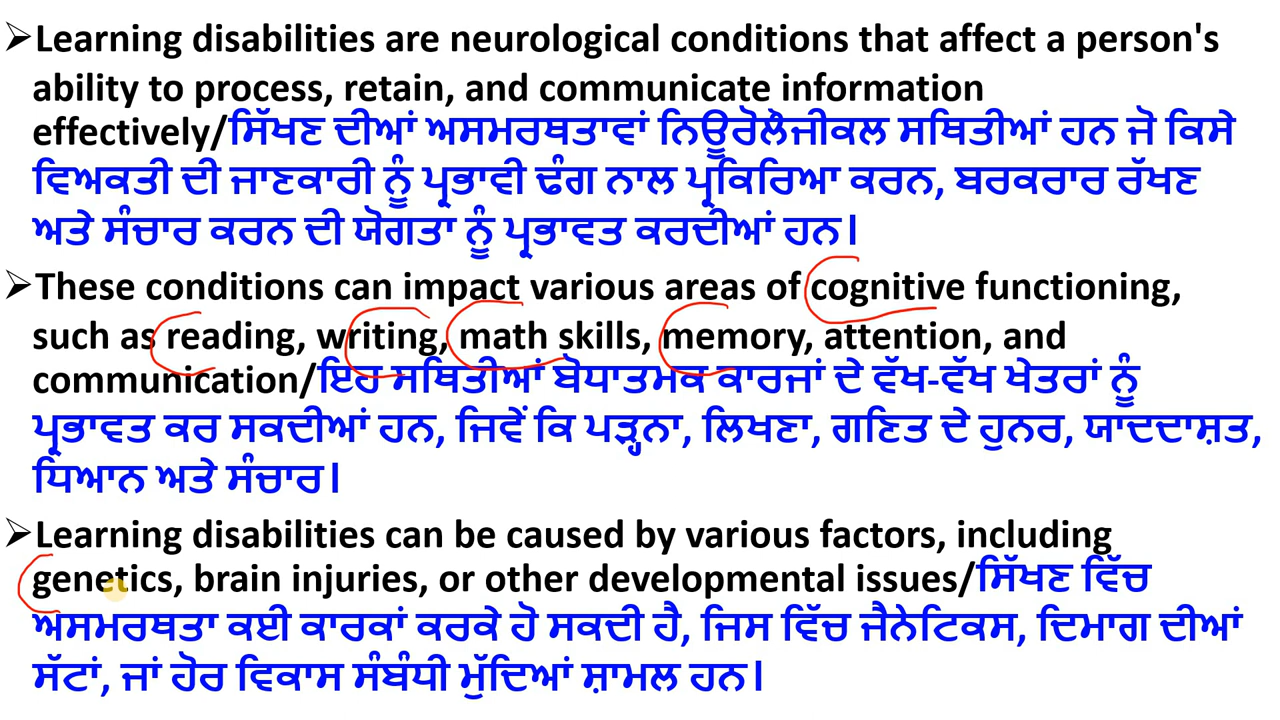 ➢Learning disabilities are neurological conditions that affect a person's
ability to process, retain, and communicate information
effectively/ਸਿੱਖਣ ਦੀਆਂ ਅਸਮਰਥਤਾਵਾਂ ਨਿਊਰੋਲੋਜੀਕਲ ਸਥਿਤੀਆਂ ਹਨ ਜੋ ਕਿਸੇ
ਵਿਅਕਤੀ ਦੀ ਜਾਣਕਾਰੀ ਨੂੰ ਪ੍ਰਭਾਵੀ ਢੰਗ ਨਾਲ ਪ੍ਰਕਿਰਿਆ ਕਰਨ, ਬਰਕਰਾਰ ਰੱਖਣ
ਅਤੇ ਸੰਚਾਰ ਕਰਨ ਦੀ ਯੋਗਤਾ ਨੂੰ ਪ੍ਰਭਾਵਤ ਕਰਦੀਆਂ ਹਨ।
➢These conditions can impact various areas of cognitive functioning,
such as reading, writing, math skills, memory, attention, and
communication/ਇਹ ਸਥਿਤੀਆਂ ਬੋਧਾਤਮਕ ਕਾਰਜਾਂ ਦੇ ਵੱਖ-ਵੱਖ ਖੇਤਰਾਂ ਨੂੰ
ਪ੍ਰਭਾਵਤ ਕਰ ਸਕਦੀਆਂ ਹਨ, ਜਿਵੇਂ ਕਿ ਪੜ੍ਹਨਾ, ਲਿਖਣਾ, ਗਣਿਤ ਦੇ ਹੁਨਰ, ਯਾਦਦਾਸ਼ਤ,
ਧਿਆਨ ਅਤੇ ਸੰਚਾਰ।
➢Learning disabilities can be caused by various factors, including
genetics, brain injuries, or other developmental issues/ਸਿੱਖਣ ਵਿੱਚ
ਅਸਮਰਥਤਾ ਕਈ ਕਾਰਕਾਂ ਕਰਕੇ ਹੋ ਸਕਦੀ ਹੈ, ਜਿਸ ਵਿੱਚ ਜੈਨੇਟਿਕਸ, ਦਿਮਾਗ ਦੀਆਂ
ਸੱਟਾਂ, ਜਾਂ ਹੋਰ ਵਿਕਾਸ ਸੰਬੰਧੀ ਮੁੱਦਿਆਂ ਸ਼ਾਮਲ ਹਨ।